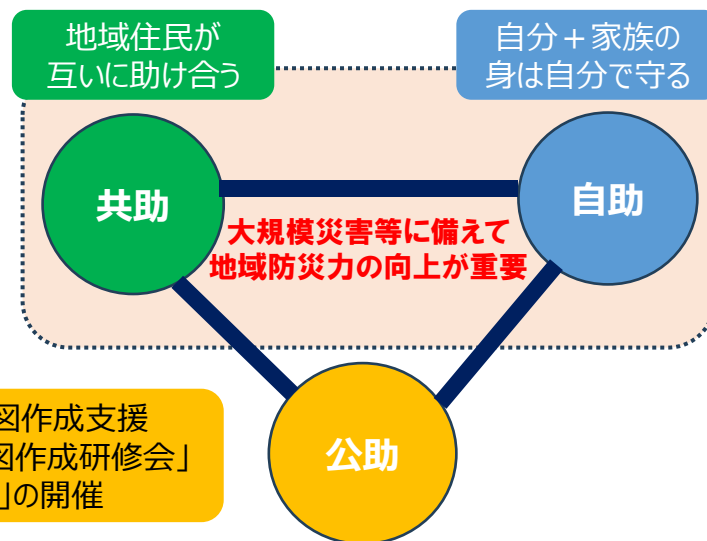 地域住民が
互いに助け合う
自分＋家族の
身は自分で守る
共助
自助
大規模災害等に備えて
地域防災力の向上が重要
図作成支援
図作成研修会」
」の開催
公助